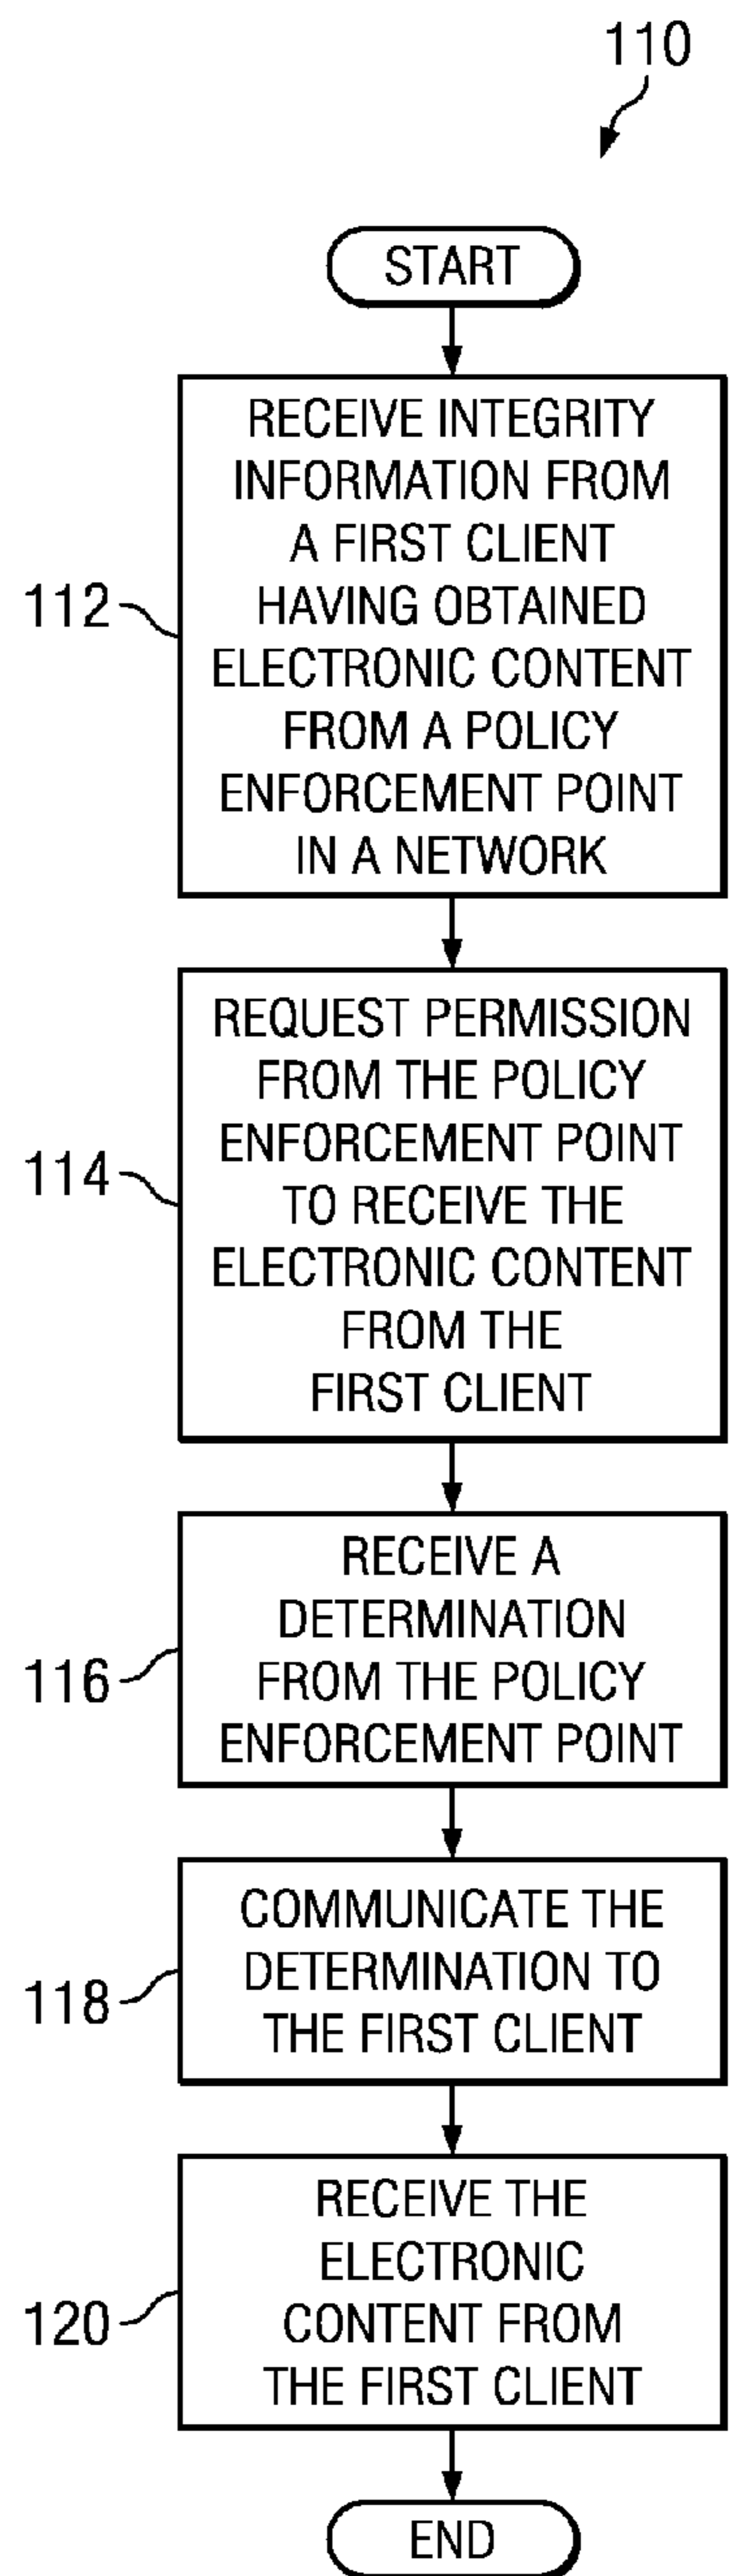 110
START
RECEIVE INTEGRITY
INFORMATION FROM
A FIRST CLIENT
HAVING OBTAINED
ELECTRONIC CONTENT
FROM A POLICY
ENFORCEMENT POINT
IN A NETWORK
112
REQUEST PERMISSION
FROM THE POLICY
ENFORCEMENT POINT
TO RECEIVE THE
ELECTRONIC CONTENT
FROM THE
FIRST CLIENT
114
RECEIVE A
DETERMINATION
FROM THE POLICY
ENFORCEMENT POINT
116
COMMUNICATE THE
DETERMINATION TO
THE FIRST CLIENT
118
RECEIVE THE
ELECTRONIC
CONTENT FROM
THE FIRST CLIENT
120
END